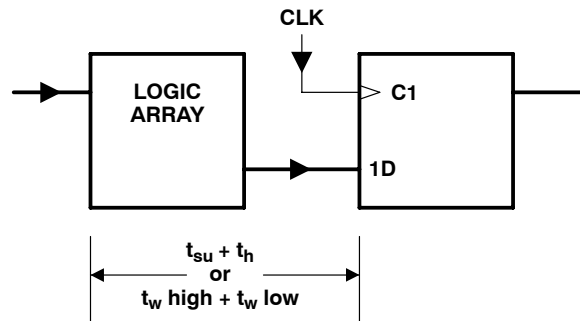 CLK
LOGIC
ARRAY
C1
1D
tsu + th
or
tw high + tw low